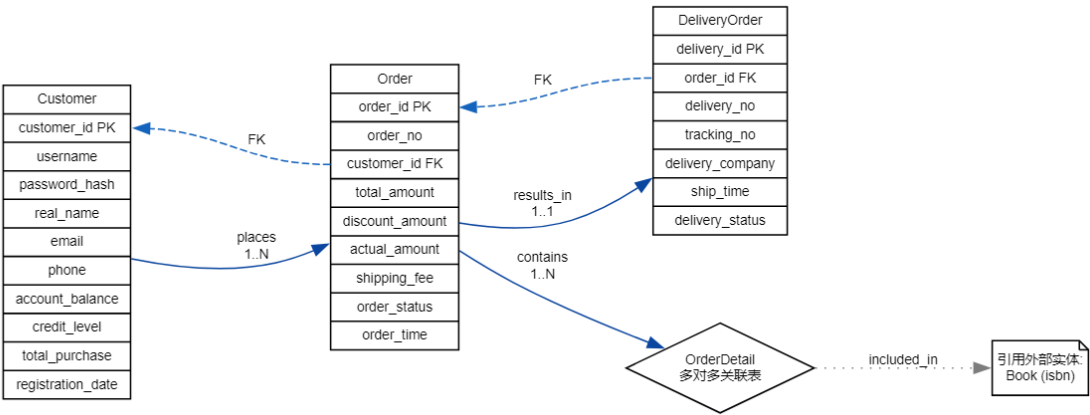 Customer
customer_id PK
username
password_hash
real_name
email
phone
account_balance
credit_level
total_purchase
registration_date
FK
places
1..N
Order
order_id PK
order_no
customer_id FK
total_amount
discount_amount
actual_amount
shipping_fee
order_status
order_time
FK
results_in
1..1
contains
1..N
DeliveryOrder
delivery_id PK
order_id FK
delivery_no
tracking_no
delivery_company
ship_time
delivery_status
OrderDetail
多对多关联表
included_in
引用外部实体:
Book (isbn)